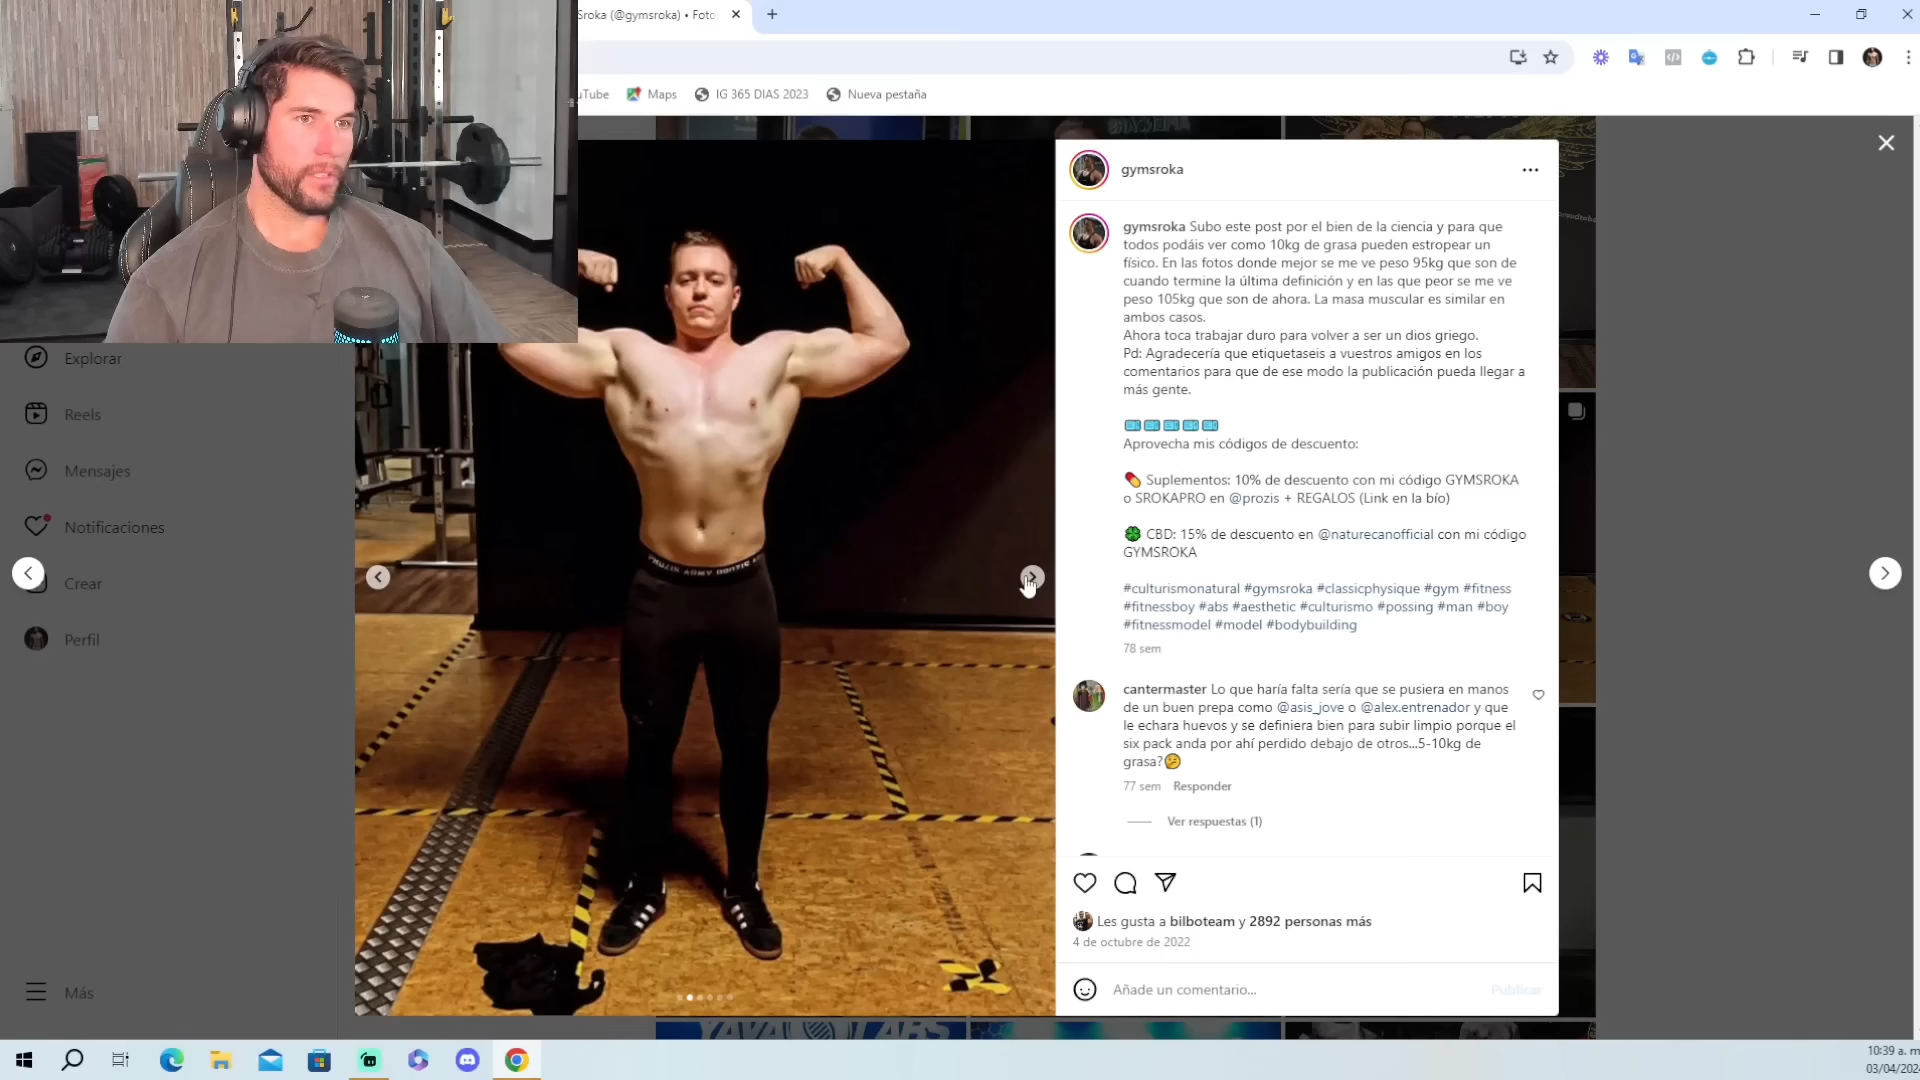 Sroka (@gymsroka) • Foto
uTube
Maps
IG 365 DIAS 2023
Nueva pestaña
gymsroka
gymsroka Subo este post por el bien de la ciencia y para que
todos podáis ver como 10kg de grasa pueden estropear un
físico. En las fotos donde mejor se me ve peso 95kg que son de
cuando termine la última definición y en las que peor se me ve
peso 105kg que son de ahora. La masa muscular es similar en
ambos casos.
Ahora toca trabajar duro para volver a ser un dios griego.
Pd: Agradecería que etiquetaseis a vuestros amigos en los
comentarios para que de ese modo la publicación pueda llegar a
más gente.
Aprovecha mis códigos de descuento:
Suplementos: 10% de descuento con mi código GYMSROKA
o SROKAPRO en @prozis + REGALOS (Link en la bío)
CBD: 15% de descuento en @naturecanofficial con mi código
GYMSROKA
#culturismonatural #gymsroka #classicphysique #gym #fitness
#fitnessboy #abs #aesthetic #culturismo #possing #man #boy
#fitnessmodel #model #bodybuilding
78 sem
cantermaster Lo que haría falta sería que se pusiera en manos
de un buen prepa como @asis_jove o @alex.entrenador y que
le echara huevos y se definiera bien para subir limpio porque el
six pack anda por ahí perdido debajo de otros...5-10kg de
grasa?
77 sem Responder
Ver respuestas (1)
Les gusta a bilboteam y 2892 personas más
4 de octubre de 2022
Añade un comentario...
Publicar
Explorar
Reels
Mensajes
Notificaciones
Crear
Perfil
Más
10:39 a. m
03/04/202